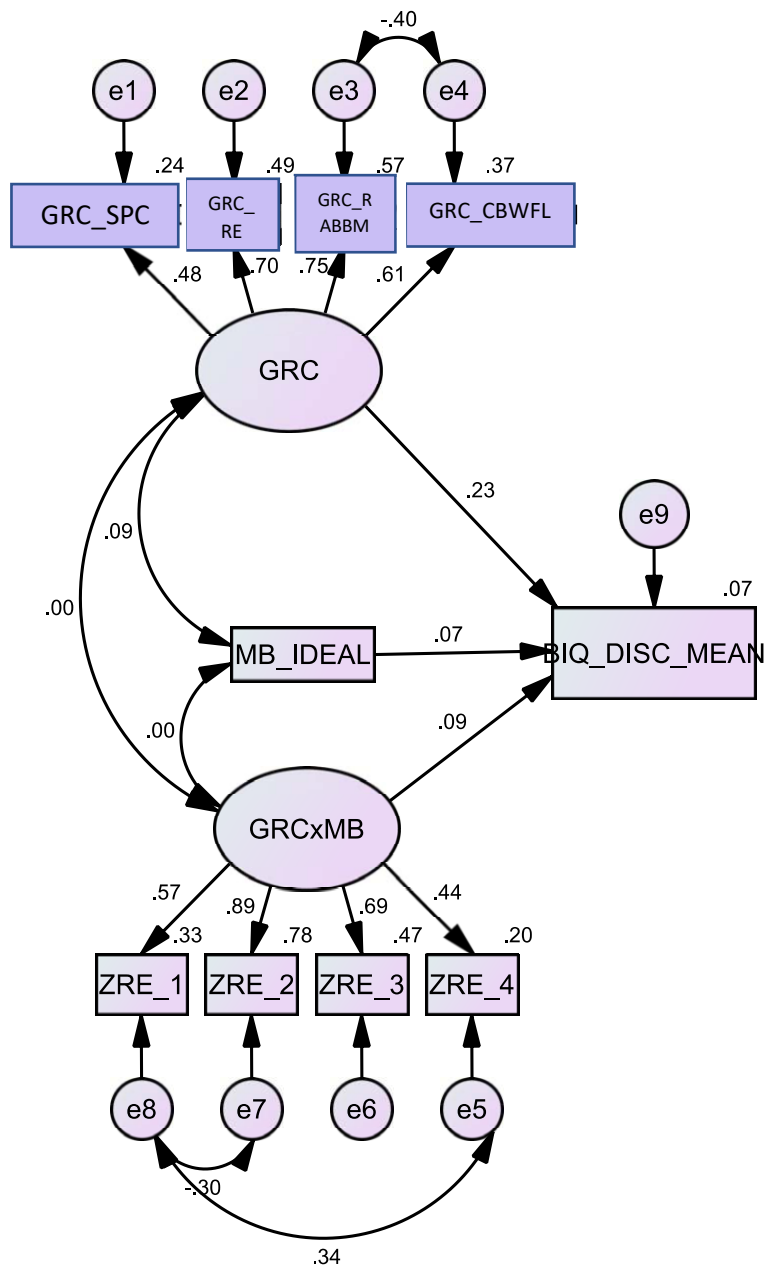 -.40
e1
e2
e3
e4
.24
.49
.57
.37
GRC_SPC
GRC_
RE
GRC_R
ABBM
GRC_CBWFL
.48
.70
.75
.61
GRC
.23
e9
.09
.07
.00
MB_IDEAL
.07
BIQ_DISC_MEAN
.00
.09
GRCxMB
.57
.89
.69
.44
.33
.78
.47
.20
ZRE_1
ZRE_2
ZRE_3
ZRE_4
e8
e7
e6
e5
-.30
.34